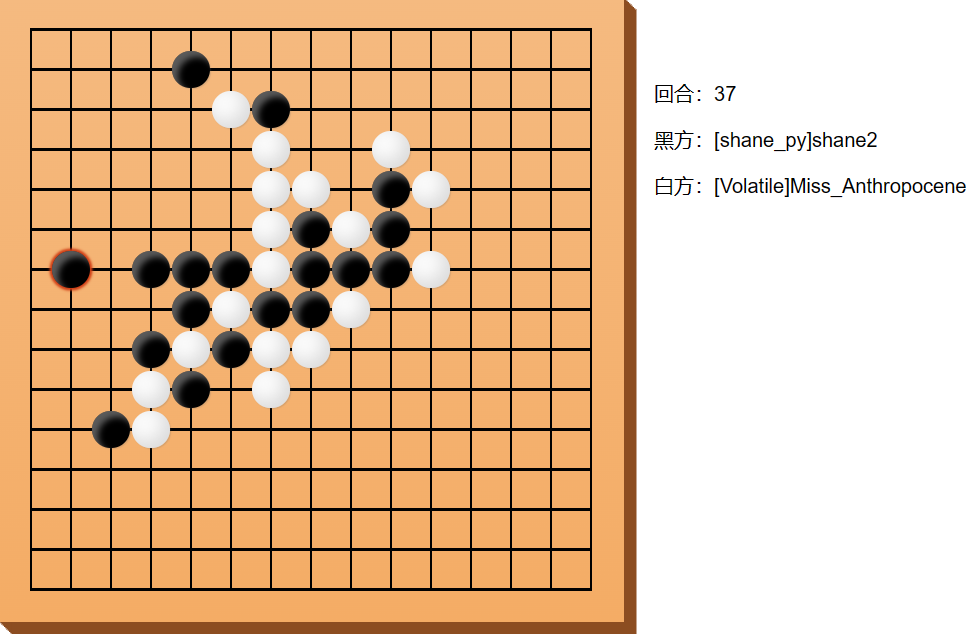 回合：37
黑方：[shane_py]shane2
白方：[Volatile]Miss_Anthropocene